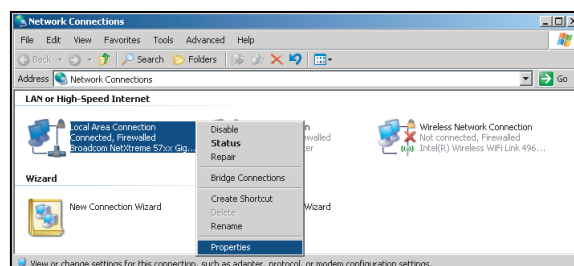 Network Connections
File Edit View Favorites Tools Advanced Help
Back Search Folders
Address Network Connections Go
LAN or High-Speed Internet
Local Area Connection
Connected, Firewalled
Broadcom NetXtreme 57xx Gig...
Disable
Status
Repair
Bridge Connections
Create Shortcut
Delete
Rename
Properties
Wireless Network Connection
Not connected, Firewalled
Intel(R) Wireless WiFi Link 496...
Wizard
New Connection Wizard
Wizard
View or change settings for this connection, such as adapter, protocol, or modem configuration settings.